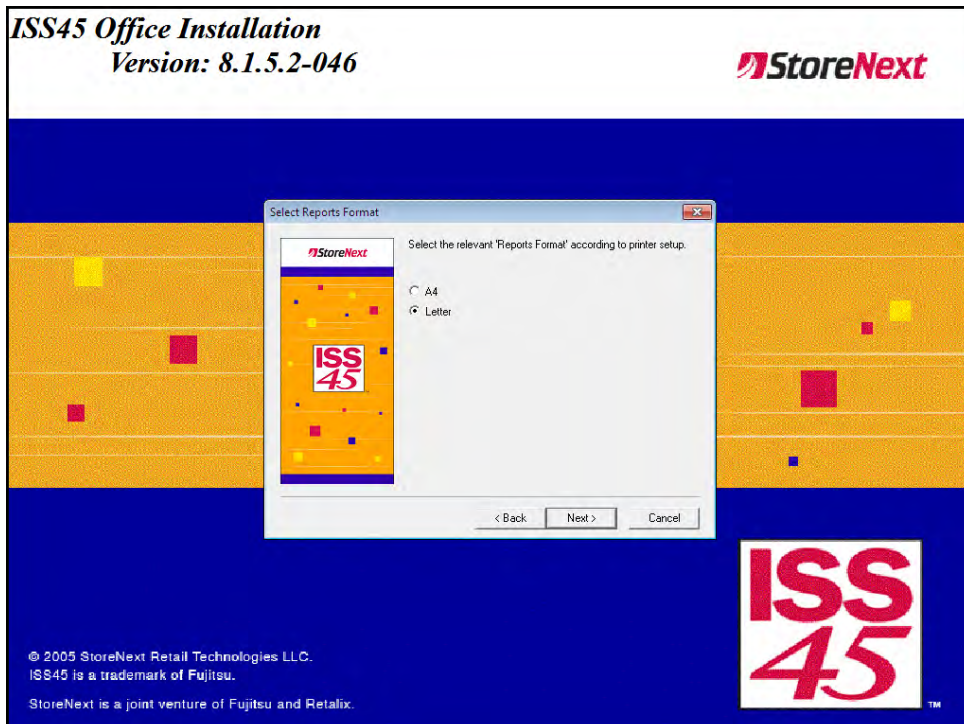 ISS45 Office Installation
Version: 8.1.5.2-046
StoreNext
Select Reports Format
StoreNext
Select the relevant 'Reports Format' according to printer setup.
A4
Letter
ISS
45
< Back
Next >
Cancel
ISS
45
TM
© 2005 StoreNext Retail Technologies LLC.
ISS45 is a trademark of Fujitsu.
StoreNext is a joint venture of Fujitsu and Retalix.